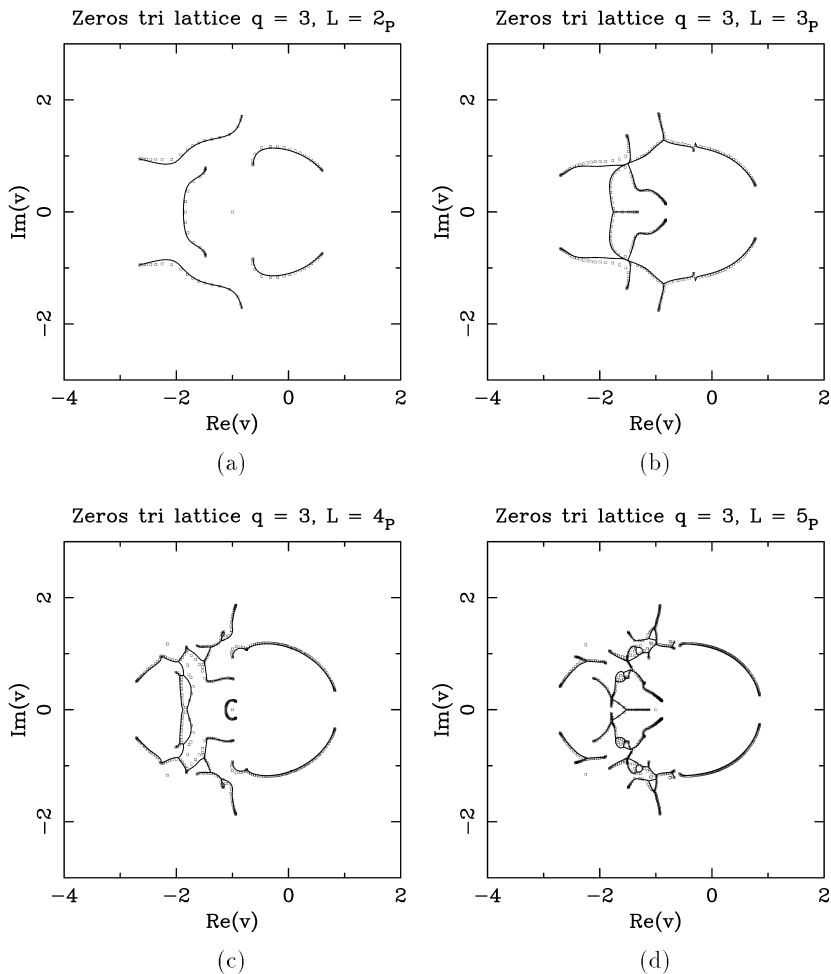 Zeros tri lattice q = 3, L = 2P
Im(v)
2
0
−2
−4
−2
0
2
Re(v)
(a)
Zeros tri lattice q = 3, L = 3P
Im(v)
2
0
−2
−4
−2
0
2
Re(v)
(b)
Zeros tri lattice q = 3, L = 4P
Im(v)
2
0
−2
−4
−2
0
2
Re(v)
(c)
Zeros tri lattice q = 3, L = 5P
Im(v)
2
0
−2
−4
−2
0
2
Re(v)
(d)